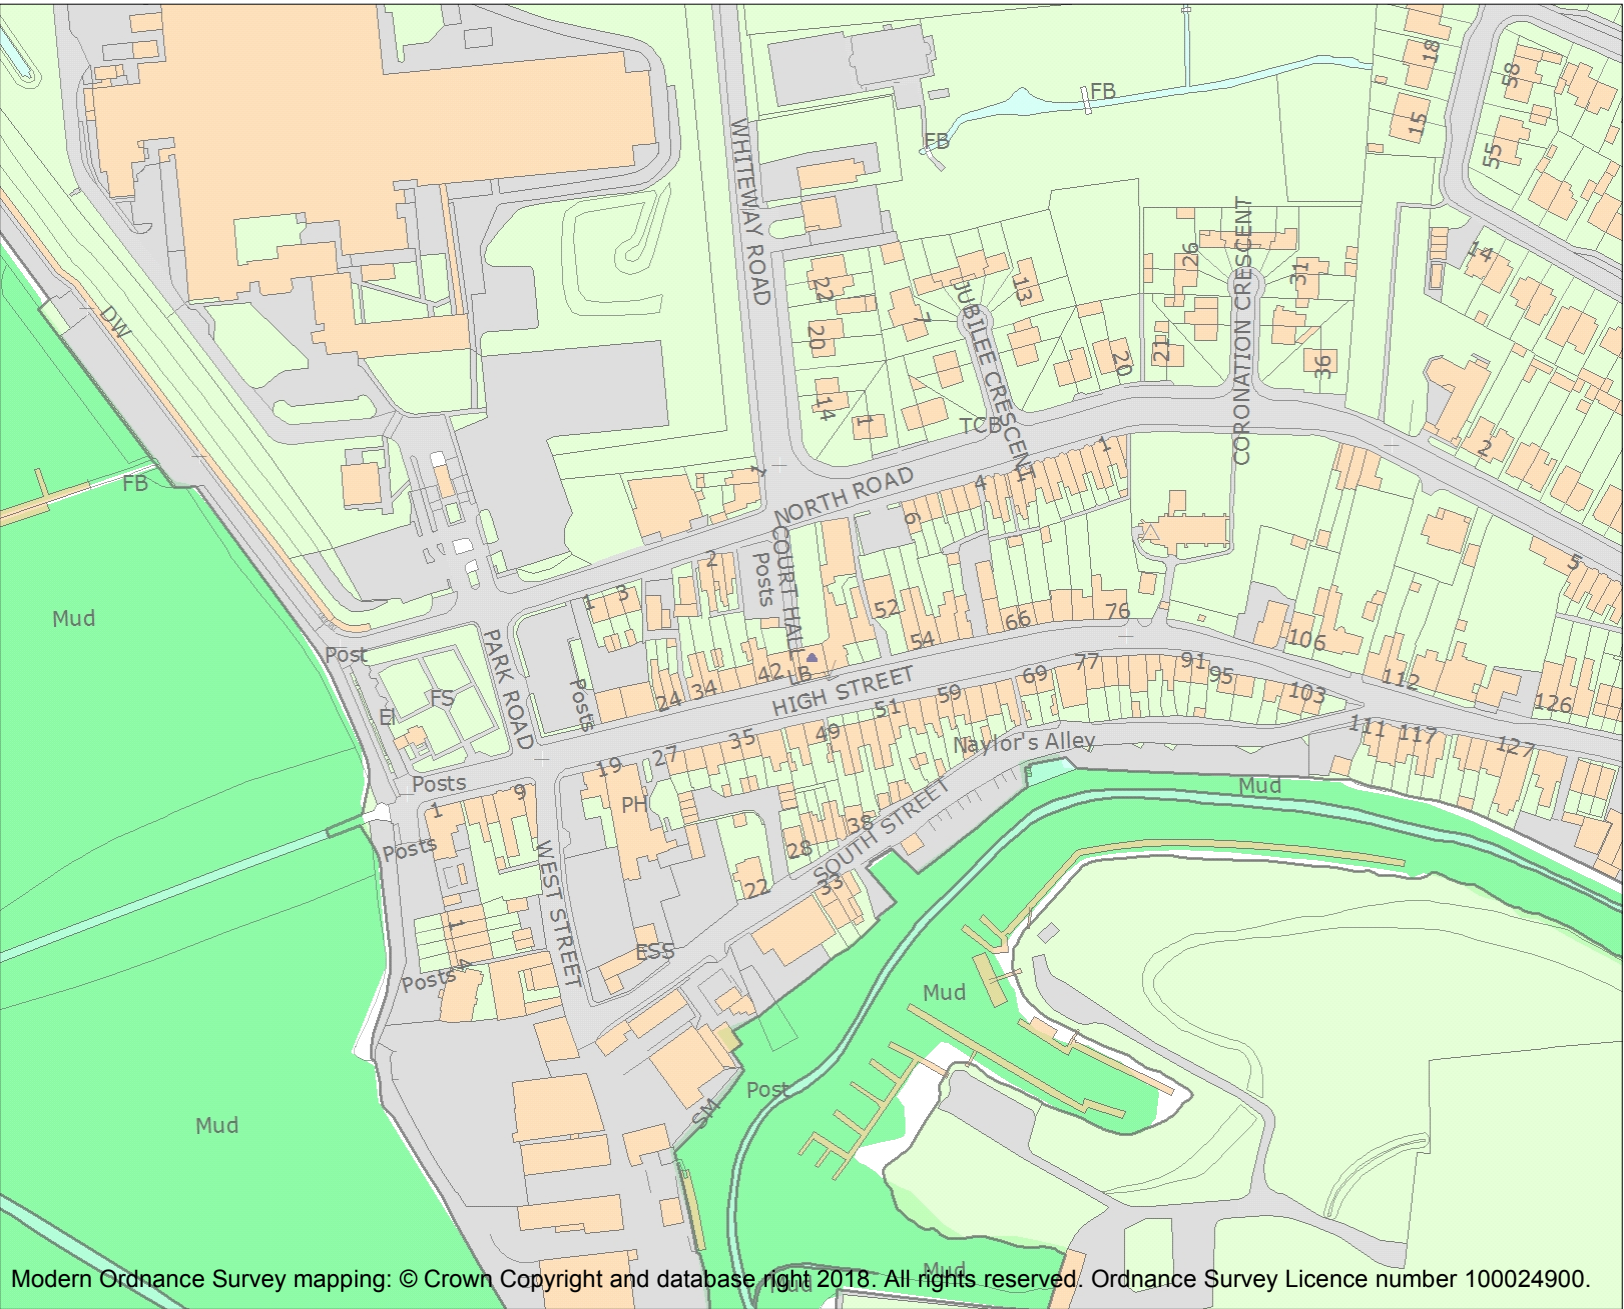 18
58
15
55
FB
FB
WHITEWAY ROAD
CORONATION CRESCENT
26
31
14
22
7
JUBILEE CRESCENT
13
DW
20
20
21
36
14
1
TCB
1
2
FB
1
NORTH ROAD
4
6
COURT HALL
Posts
2
5
1
3
52
54
66
76
106
Mud
Post
PARK ROAD
FS
El
Posts
24
34
42
LB
HIGH STREET
51
59
69
77
91
95
103
112
126
111
117
127
Naylor's Alley
49
35
27
19
Posts
9
1
PH
Mud
38
SOUTH STREET
28
33
22
Posts
WEST STREET
1
4
ESS
Posts
Mud
Post
SM
Mud
Mud
Mud
Modern Ordnance Survey mapping: © Crown Copyright and database right 2018. All rights reserved. Ordnance Survey Licence number 100024900.